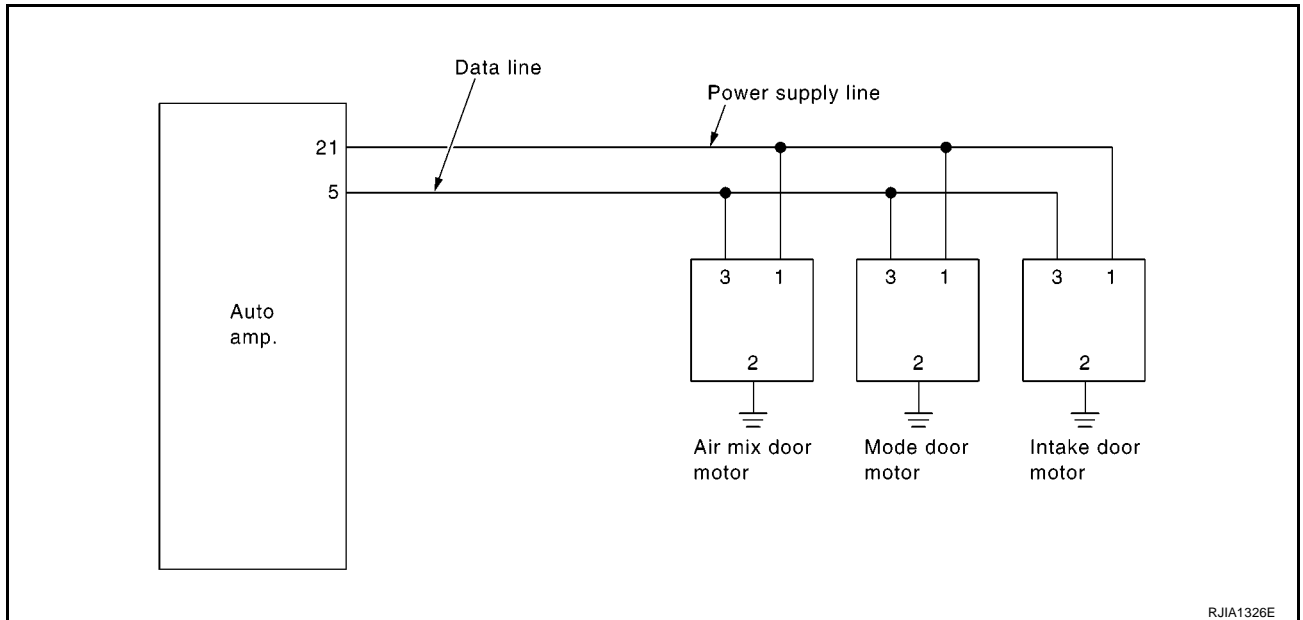 Data line
Power supply line
21
5
3 1
3 1
3 1
Auto
amp.
2
2
2
Air mix door
motor
Mode door
motor
Intake door
motor
RJIA1326E